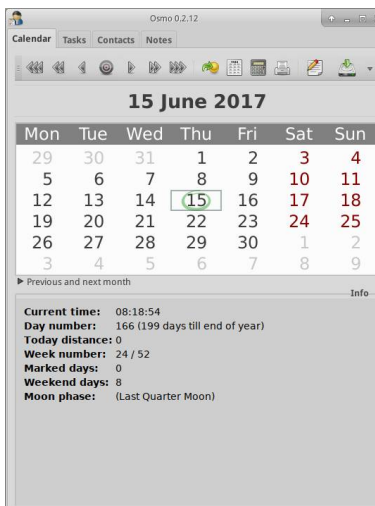 Osmo 0.2.12
Calendar Tasks Contacts Notes
15 June 2017
Mon Tue Wed Thu Fri Sat Sun
29 30 31 1 2 3 4
5 6 7 8 9 10 11
12 13 14 15 16 17 18
19 20 21 22 23 24 25
26 27 28 29 30 1 2
3 4 5 6 7 8 9
Previous and next month
Info
Current time: 08:18:54
Day number: 166 (199 days till end of year)
Today distance: 0
Week number: 24 / 52
Marked days: 0
Weekend days: 8
Moon phase: (Last Quarter Moon)